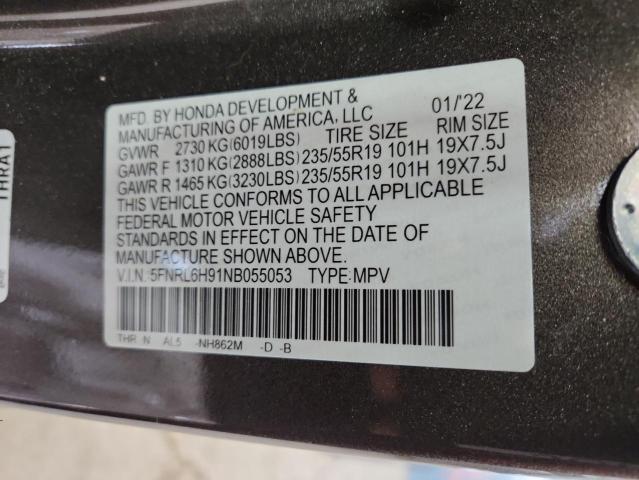 MFD. BY HONDA DEVELOPMENT & 01/'22
MANUFACTURING OF AMERICA, LLC
GVWR 2730 KG(6019LBS) TIRE SIZE RIM SIZE
GAWR F 1310 KG(2888LBS) 235/55R19 101H 19X7.5J
GAWR R 1465 KG(3230LBS) 235/55R19 101H 19X7.5J
THIS VEHICLE CONFORMS TO ALL APPLICABLE
FEDERAL MOTOR VEHICLE SAFETY
STANDARDS IN EFFECT ON THE DATE OF
MANUFACTURE SHOWN ABOVE.
V.I.N.:5FNRL6H91NB055053 TYPE:MPV
THR N AL5 -NH862M -D -B
THRA1